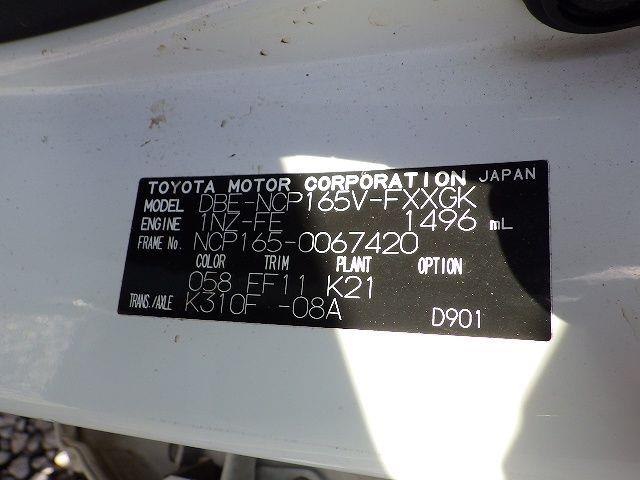 TOYOTA MOTOR CORPORATION JAPAN
MODEL DBE-NCP165V-FXXGK
ENGINE 1NZ-FE 1496 mL
FRAME No. NCP165-0067420
COLOR TRIM PLANT OPTION
058 FF11 K21
TRANS./AXLE K310F -08A
D901